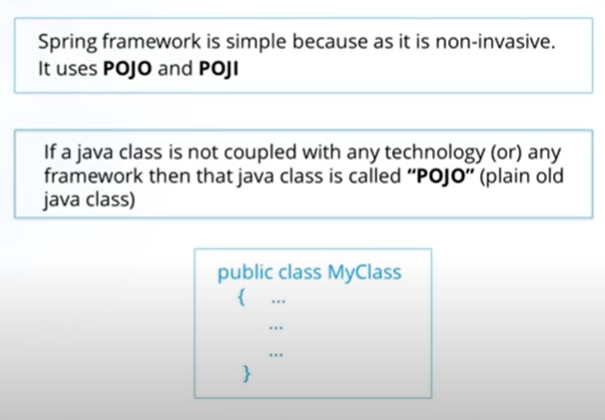 Spring framework is simple because as it is non-invasive.
It uses POJO and POJI
If a java class is not coupled with any technology (or) any
framework then that java class is called “POJO” (plain old
java class)
public class MyClass
{ ...
...
...
}